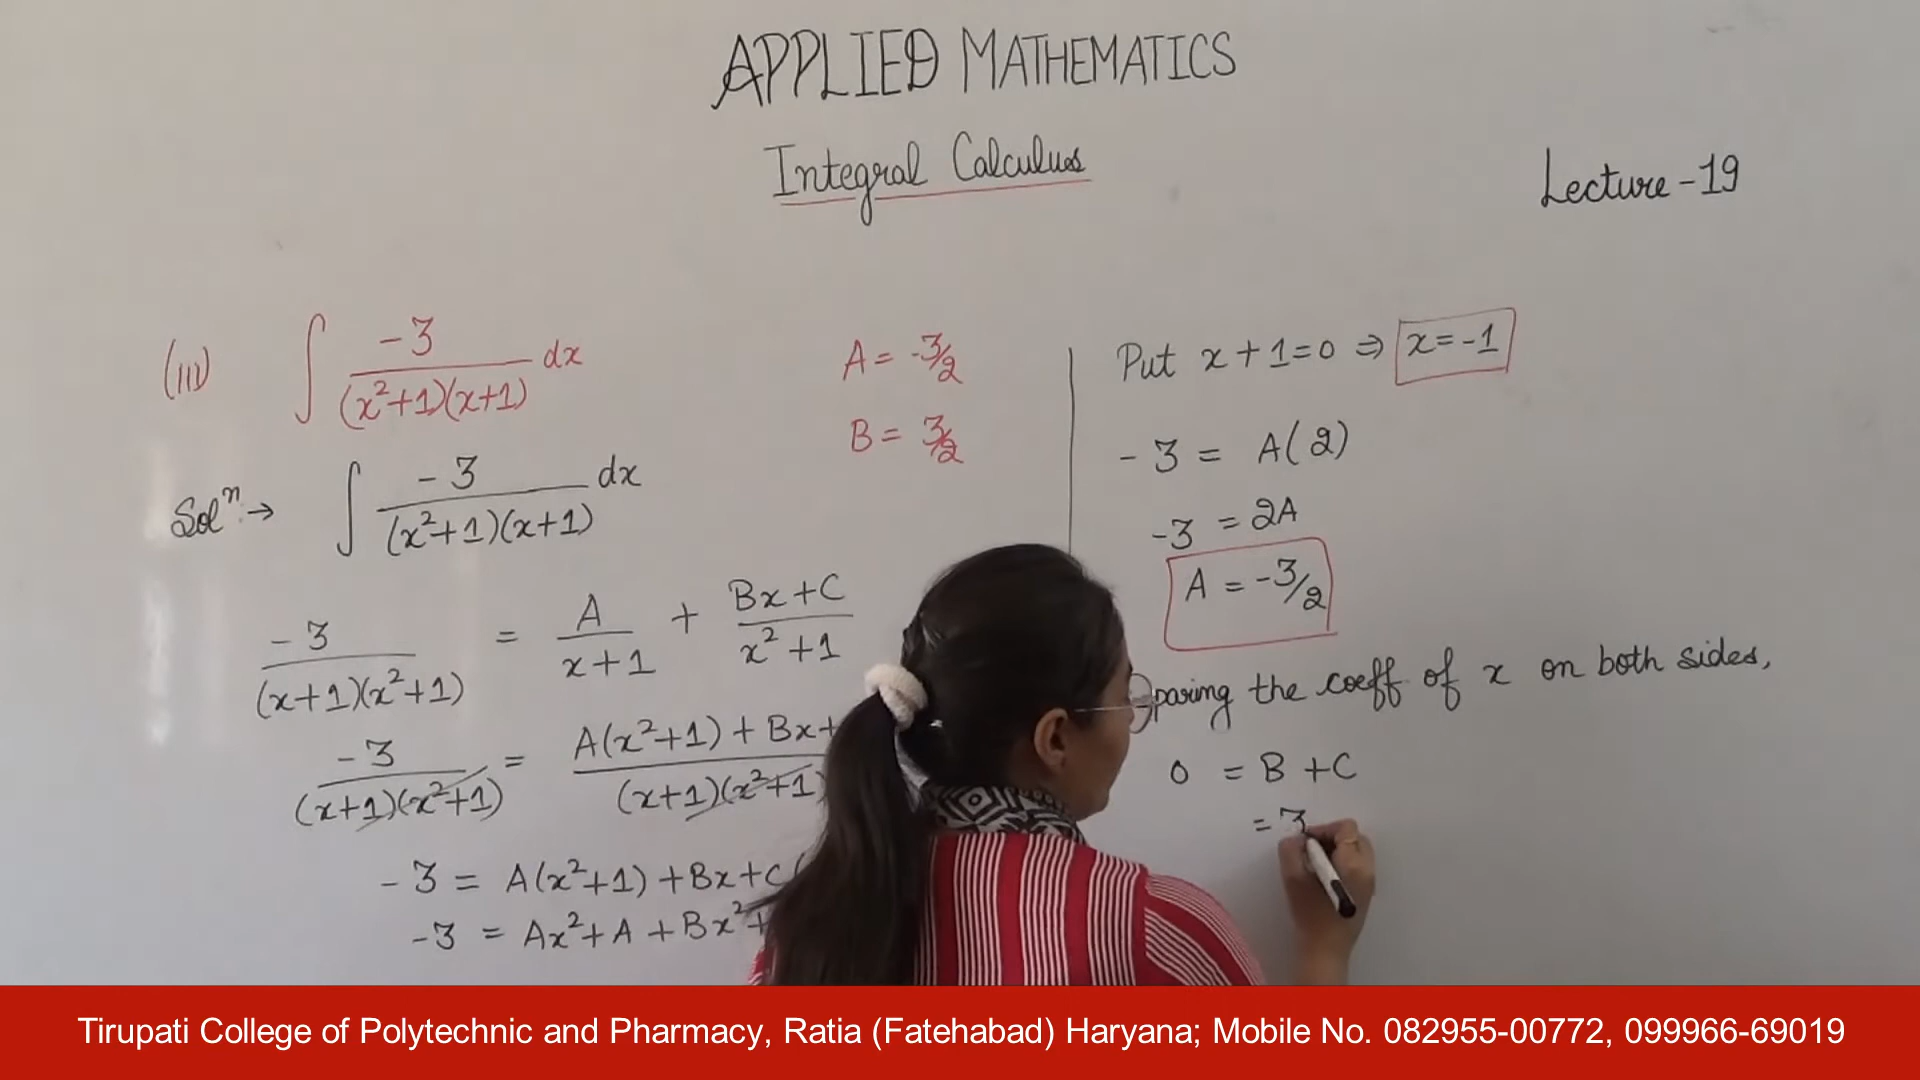 APPLIED MATHEMATICS
Integral Calculus
Lecture-19
(iii) ∫ -3/((x²+1)(x+1)) dx
A = -3/2
B = 3/2
Solⁿ:→ ∫ -3/((x²+1)(x+1)) dx
-3/((x+1)(x²+1)) = A/(x+1) + (Bx+C)/(x²+1)
-3/((x+1)(x²+1)) = A(x²+1) + Bx+ /((x+1)(x²+1)
-3 = A(x²+1) + Bx+C(
-3 = Ax²+A + Bx²+
Put x+1=0 ⇒ x=-1
-3 = A(2)
-3 = 2A
A = -3/2
paring the coeff. of x on both sides,
0 = B +C
= 3
Tirupati College of Polytechnic and Pharmacy, Ratia (Fatehabad) Haryana; Mobile No. 082955-00772, 099966-69019